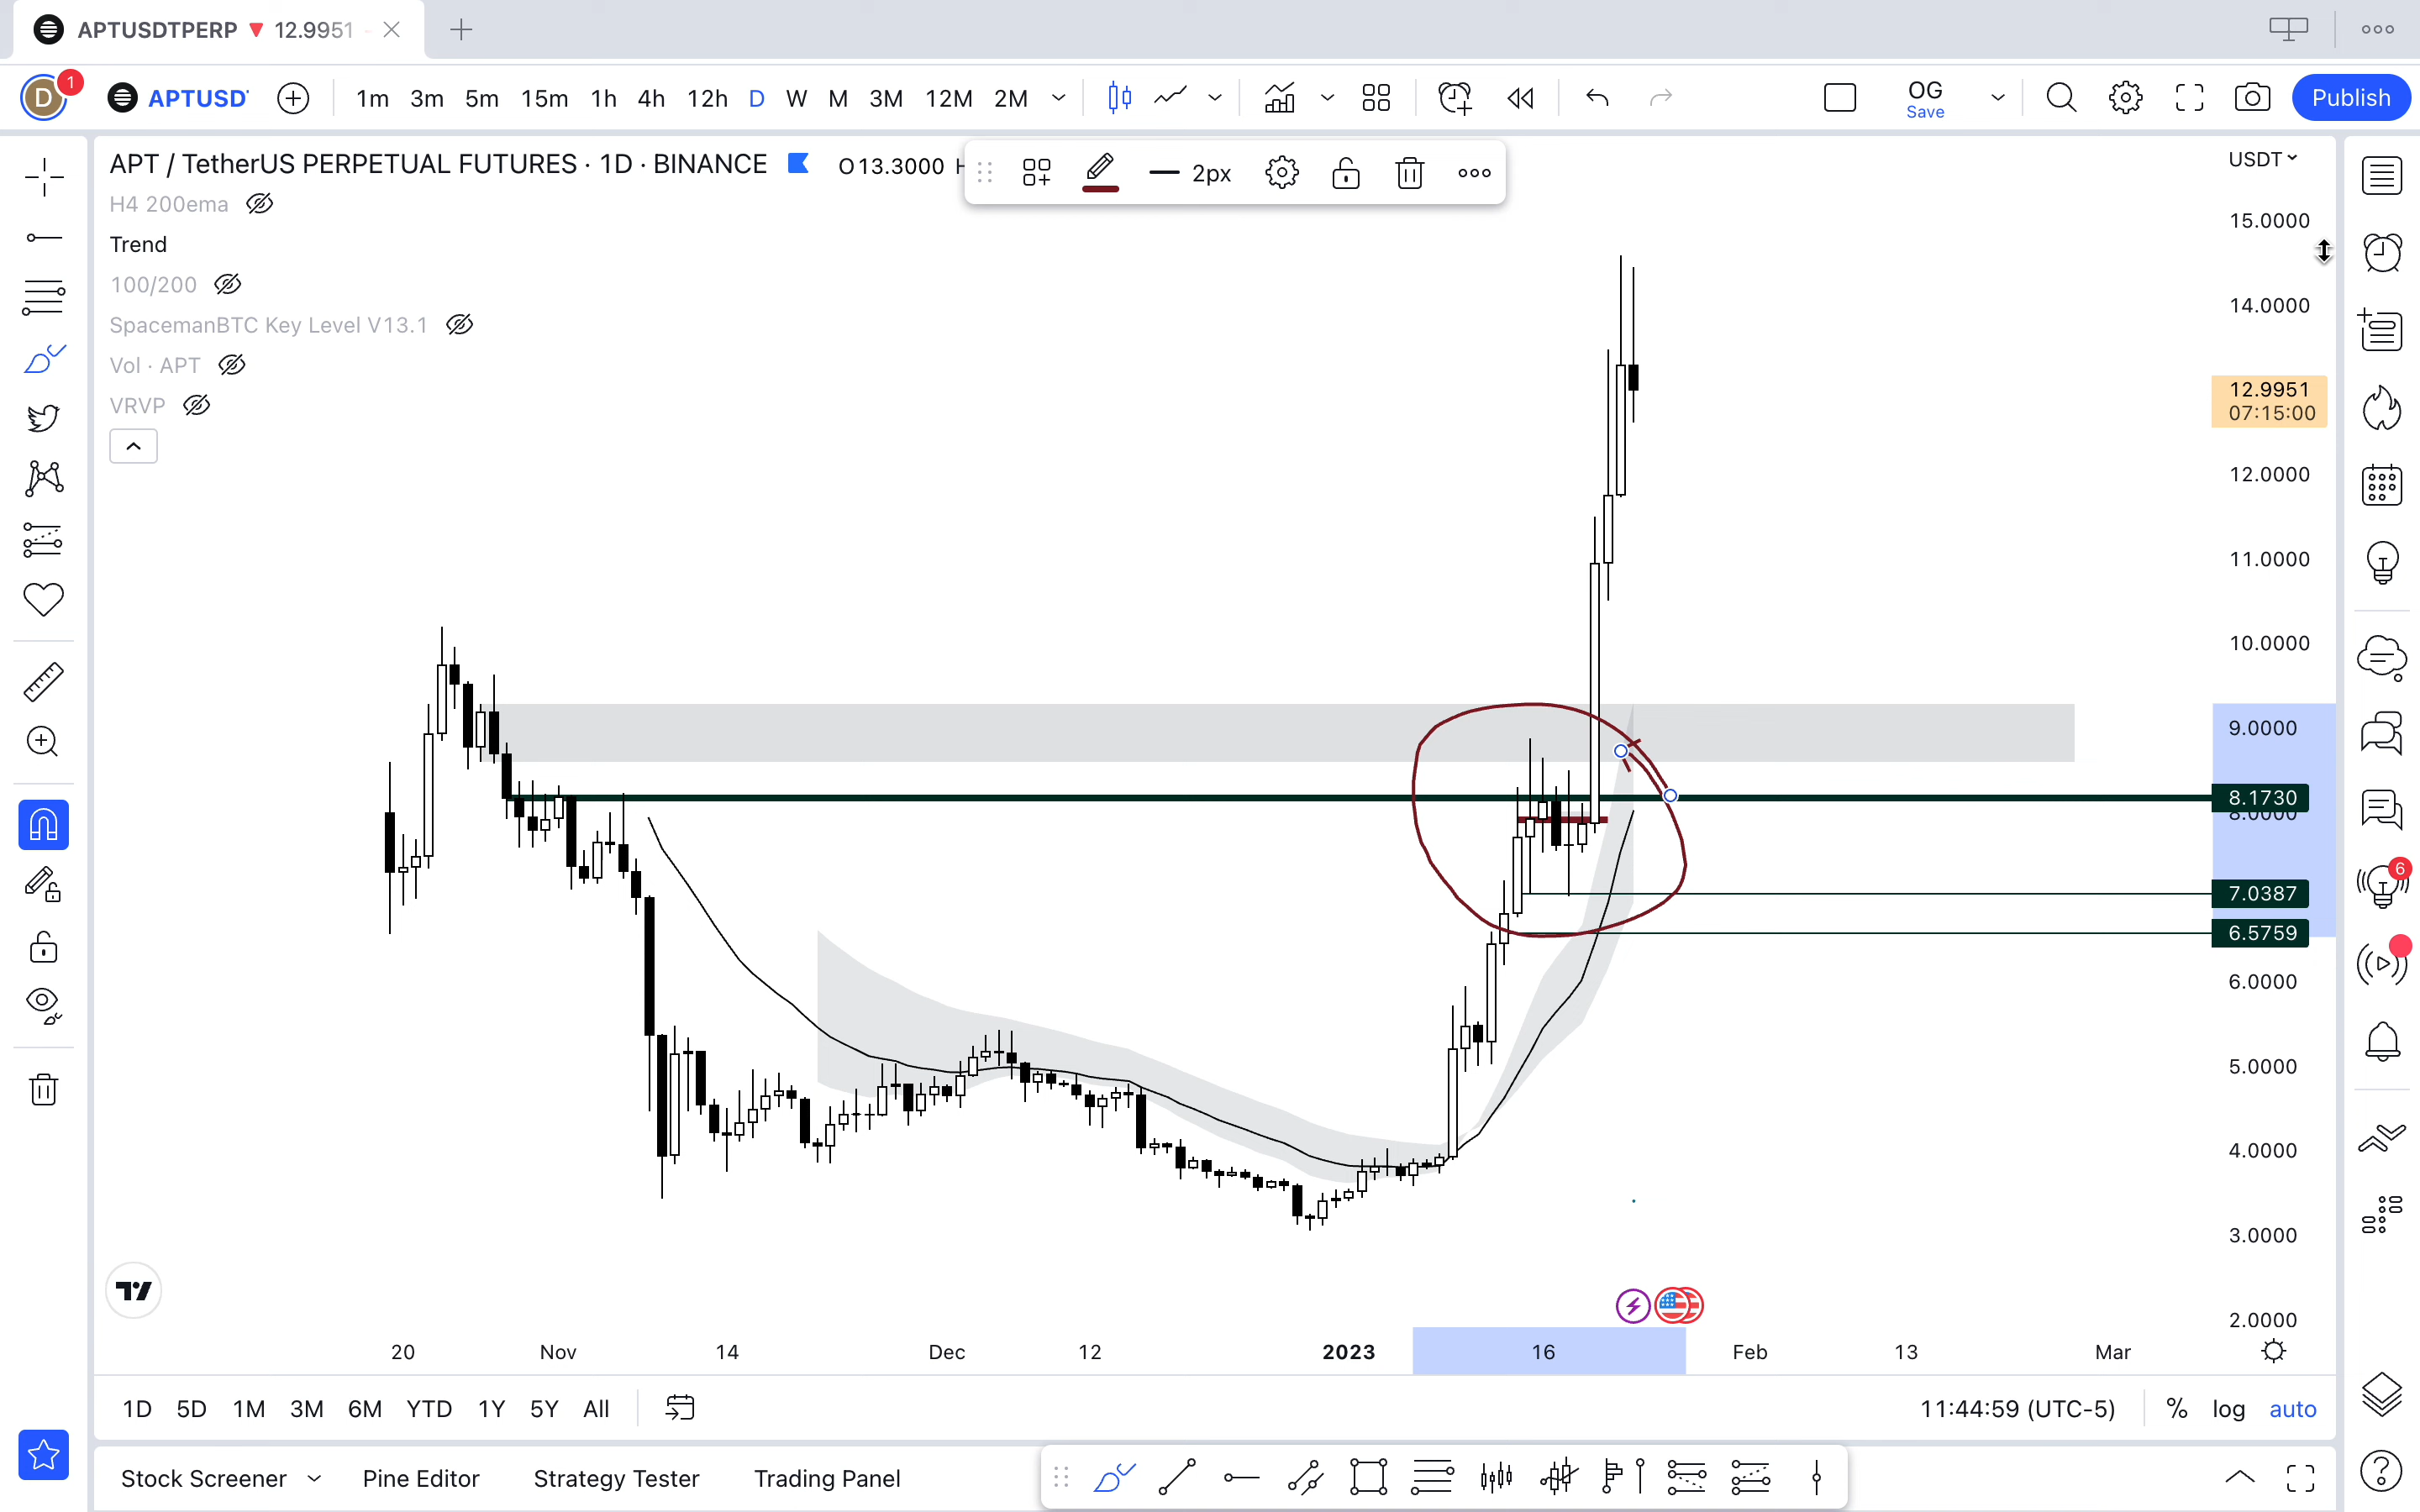 APTUSDTPERP ▼ 12.9951
D 1 APTUSD 1m 3m 5m 15m 1h 4h 12h D W M 3M 12M 2M OG Save Publish
APT / TetherUS PERPETUAL FUTURES · 1D · BINANCE O13.3000 2px USDT
H4 200ema
Trend
100/200
SpacemanBTC Key Level V13.1
Vol · APT
VRVP
15.0000
14.0000
12.9951
07:15:00
12.0000
11.0000
10.0000
9.0000
8.1730
8.0000
7.0387
6.5759
6.0000
5.0000
4.0000
3.0000
2.0000
6
20 Nov 14 Dec 12 2023 16 Feb 13 Mar
1D 5D 1M 3M 6M YTD 1Y 5Y All 11:44:59 (UTC-5) % log auto
Stock Screener Pine Editor Strategy Tester Trading Panel